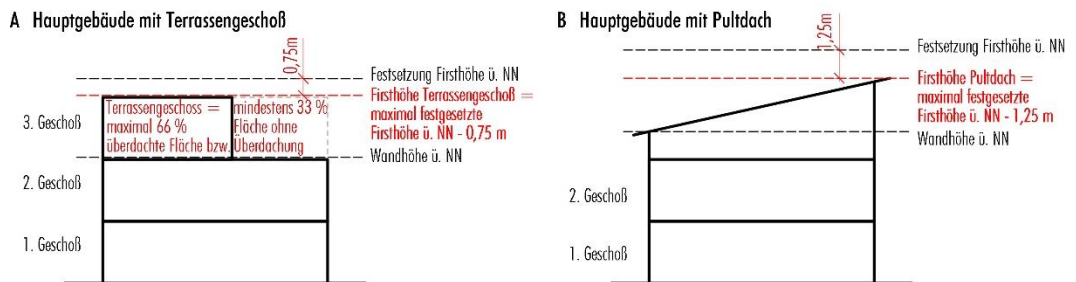 A Hauptgebäude mit Terrassengeschoß
0,75m
Festsetzung Firsthöhe ü. NN
Firsthöhe Terrassengeschoß =
maximal festgesetzte
Firsthöhe ü. NN - 0,75 m
Wandhöhe ü. NN
3. Geschoß
Terrassengeschoss =
maximal 66 %
überdachte Fläche bzw.
mindestens 33 %
Fläche ohne
Überdachung
2. Geschoß
1. Geschoß
B Hauptgebäude mit Pultdach
1,25m
Festsetzung Firsthöhe ü. NN
Firsthöhe Pultdach =
maximal festgesetzte
Firsthöhe ü. NN - 1,25 m
Wandhöhe ü. NN
2. Geschoß
1. Geschoß